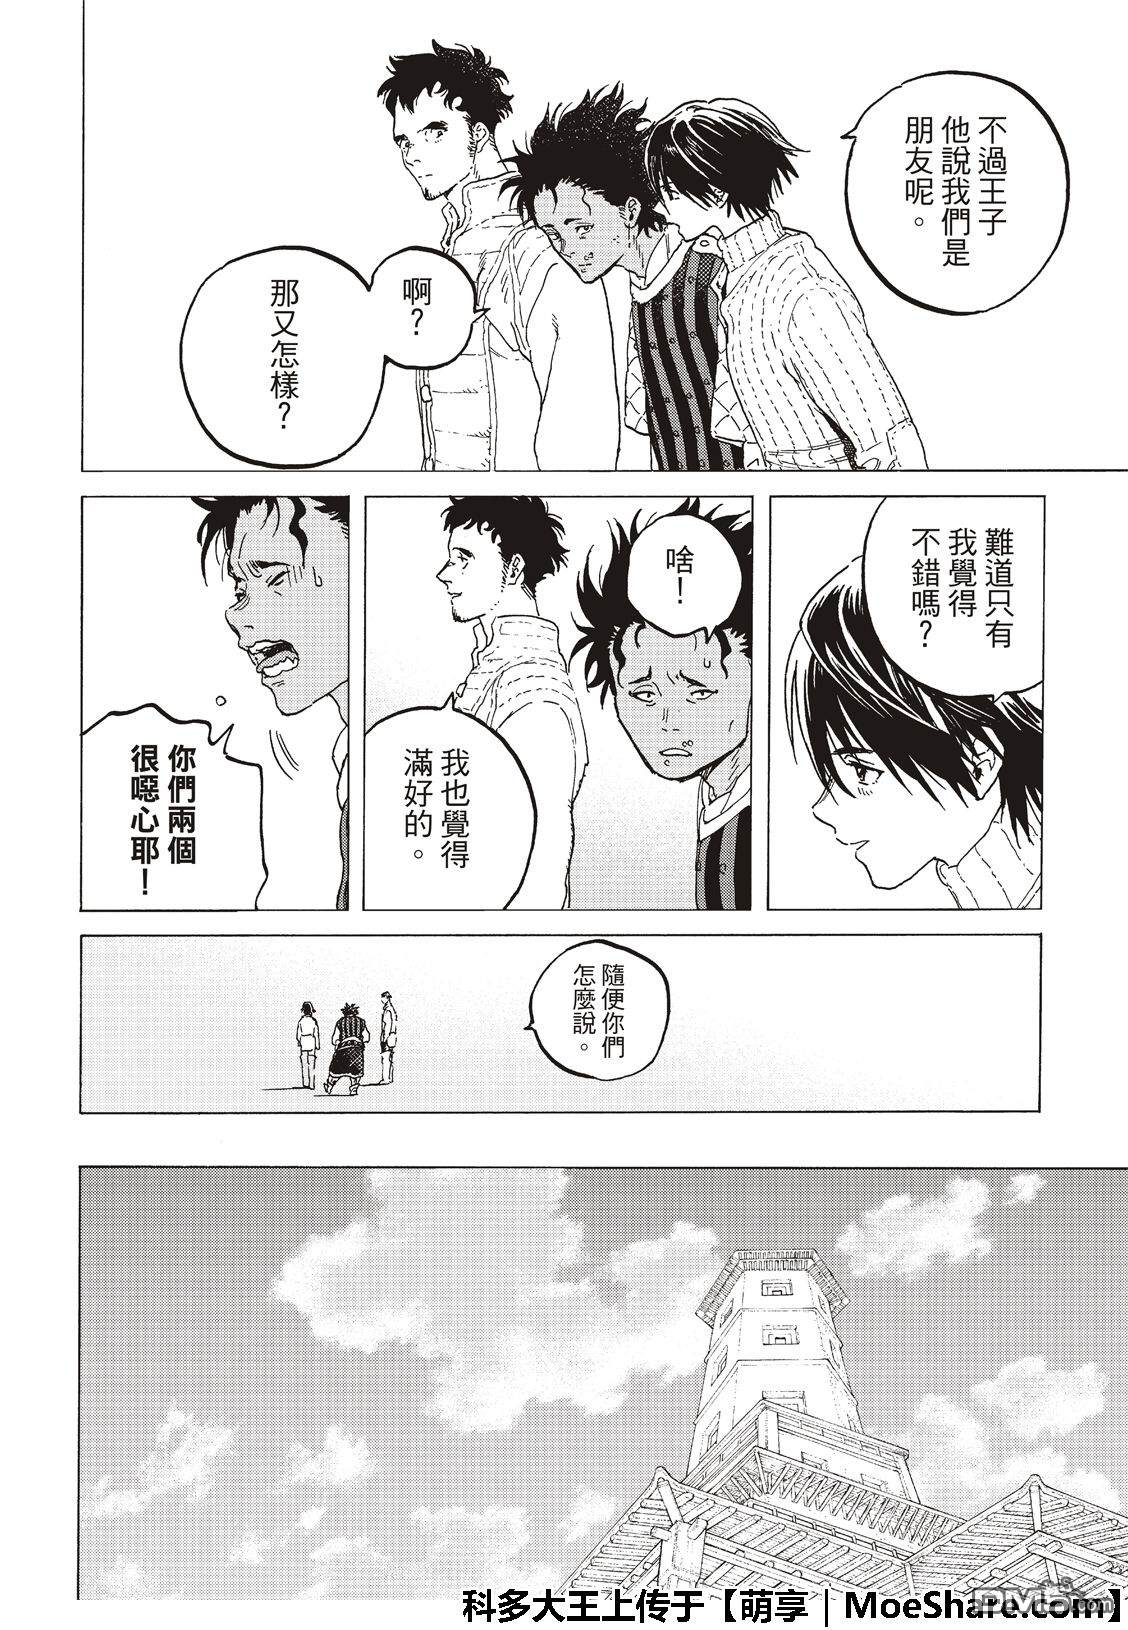 不過王子
他說我們是
朋友呢。
啊？
那又怎樣？
難道只有
我覺得
不錯嗎？
啥！
我也覺得
滿好的。
你們兩個
很噁心耶！
隨便你們
怎麼說。
科多大王上传于【萌享｜MoeShare.com】